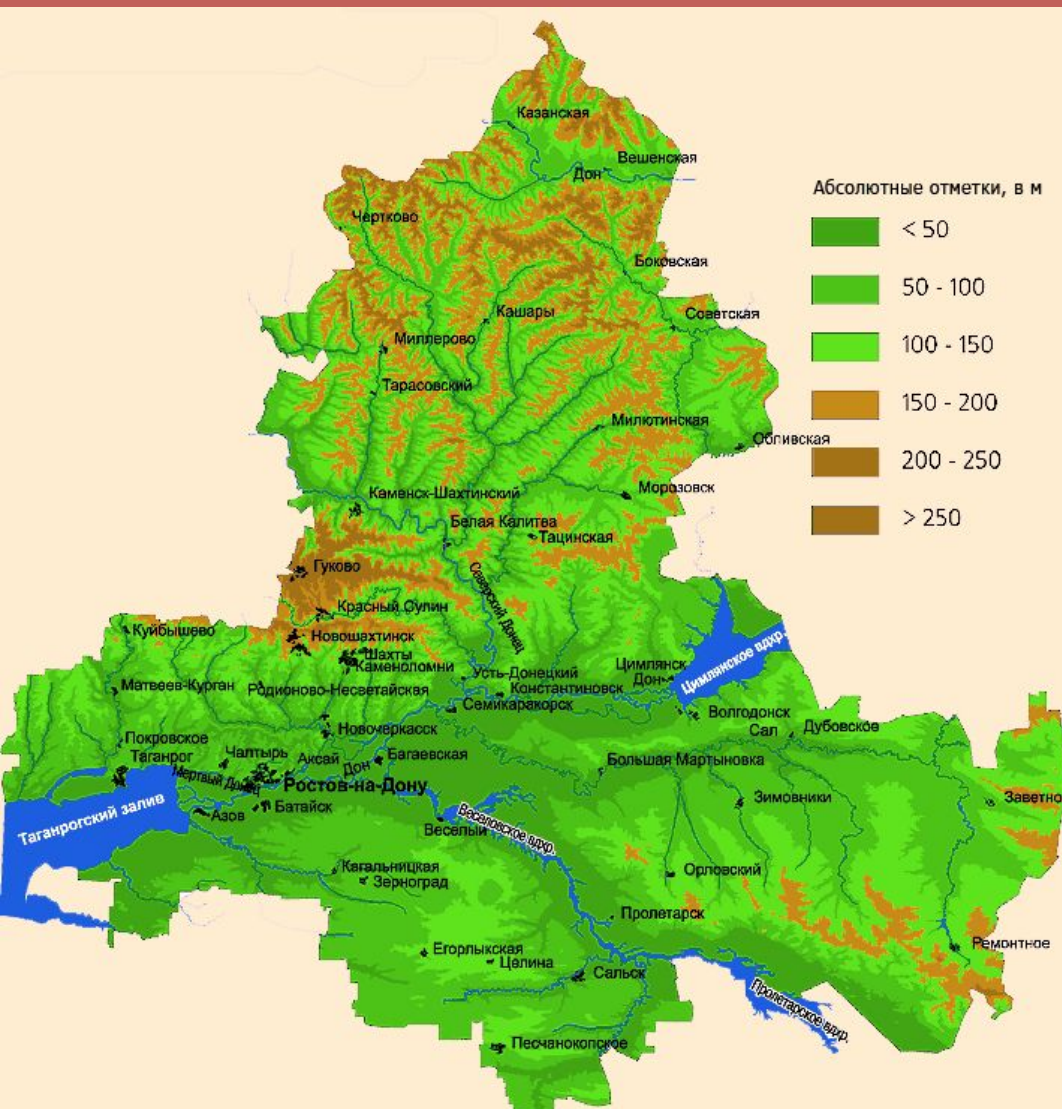 Казанская
Вешенская
Дон
Чертково
Боковская
Советская
Кашары
Миллерово
Тарасовский
Милютинская
Обливская
Морозовск
Каменск-Шахтинский
Белая Калитва
Тацинская
Гуково
Северский Донец
Красный Сулин
Куйбышево
Новошахтинск
Шахты
Каменоломни
Усть-Донецкий
Цимлянск
Дон
Цимлянское вдхр.
Матвеев-Курган
Родионово-Несветайская
Константиновск
Семикаракорск
Волгодонск
Сал
Дубовское
Новочеркасск
Покровское
Таганрог
Чалтырь
Аксай
Дон
Багаевская
Большая Мартыновка
Мертвый Донец
Ростов-на-Дону
Зимовники
Заветно
Таганрогский залив
Азов
Батайск
Веселый
Веселовское вдхр.
Кагальницкая
Зерноград
Орловский
Пролетарск
Егорлыкская
Целина
Сальск
Ремонтное
Пролетарское вдхр.
Песчанокопское
Абсолютные отметки, в м
< 50
50 - 100
100 - 150
150 - 200
200 - 250
> 250